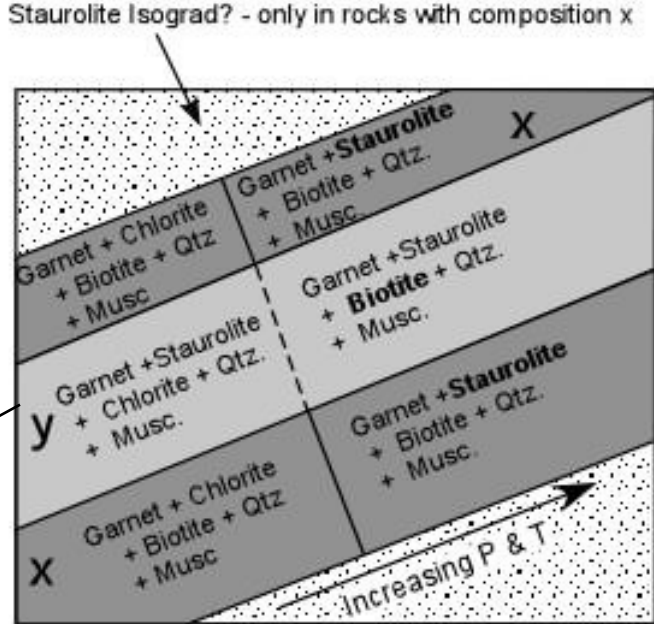 Staurolite Isograd? - only in rocks with composition x
X
Garnet +Staurolite
+ Biotite + Qtz.
+ Musc.
Garnet + Chlorite
+ Biotite + Qtz
+ Musc
Garnet +Staurolite
+ Biotite + Qtz.
+ Musc.
y
Garnet +Staurolite
+ Chlorite + Qtz.
+ Musc.
Garnet +Staurolite
+ Biotite + Qtz.
+ Musc.
x
Garnet + Chlorite
+ Biotite + Qtz
+ Musc
Increasing P & T